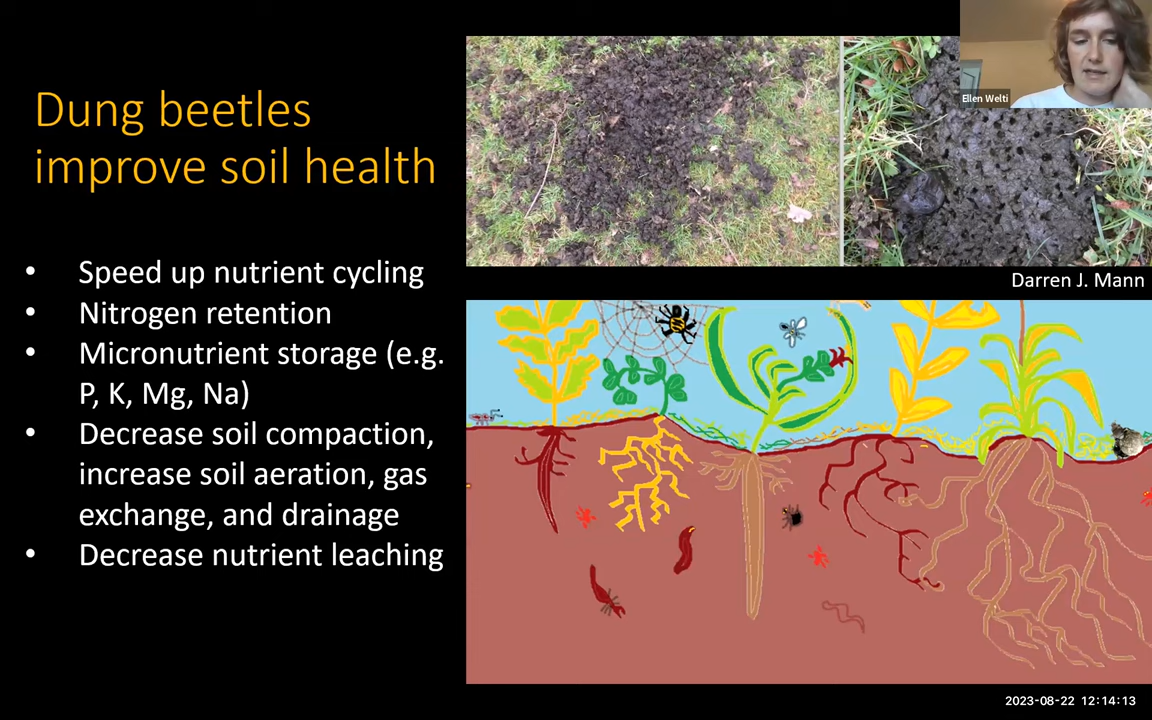 Dung beetles
improve soil health
• Speed up nutrient cycling
• Nitrogen retention
• Micronutrient storage (e.g.
P, K, Mg, Na)
• Decrease soil compaction,
increase soil aeration, gas
exchange, and drainage
• Decrease nutrient leaching
Ellen Welti
Darren J. Mann
2023-08-22 12:14:13